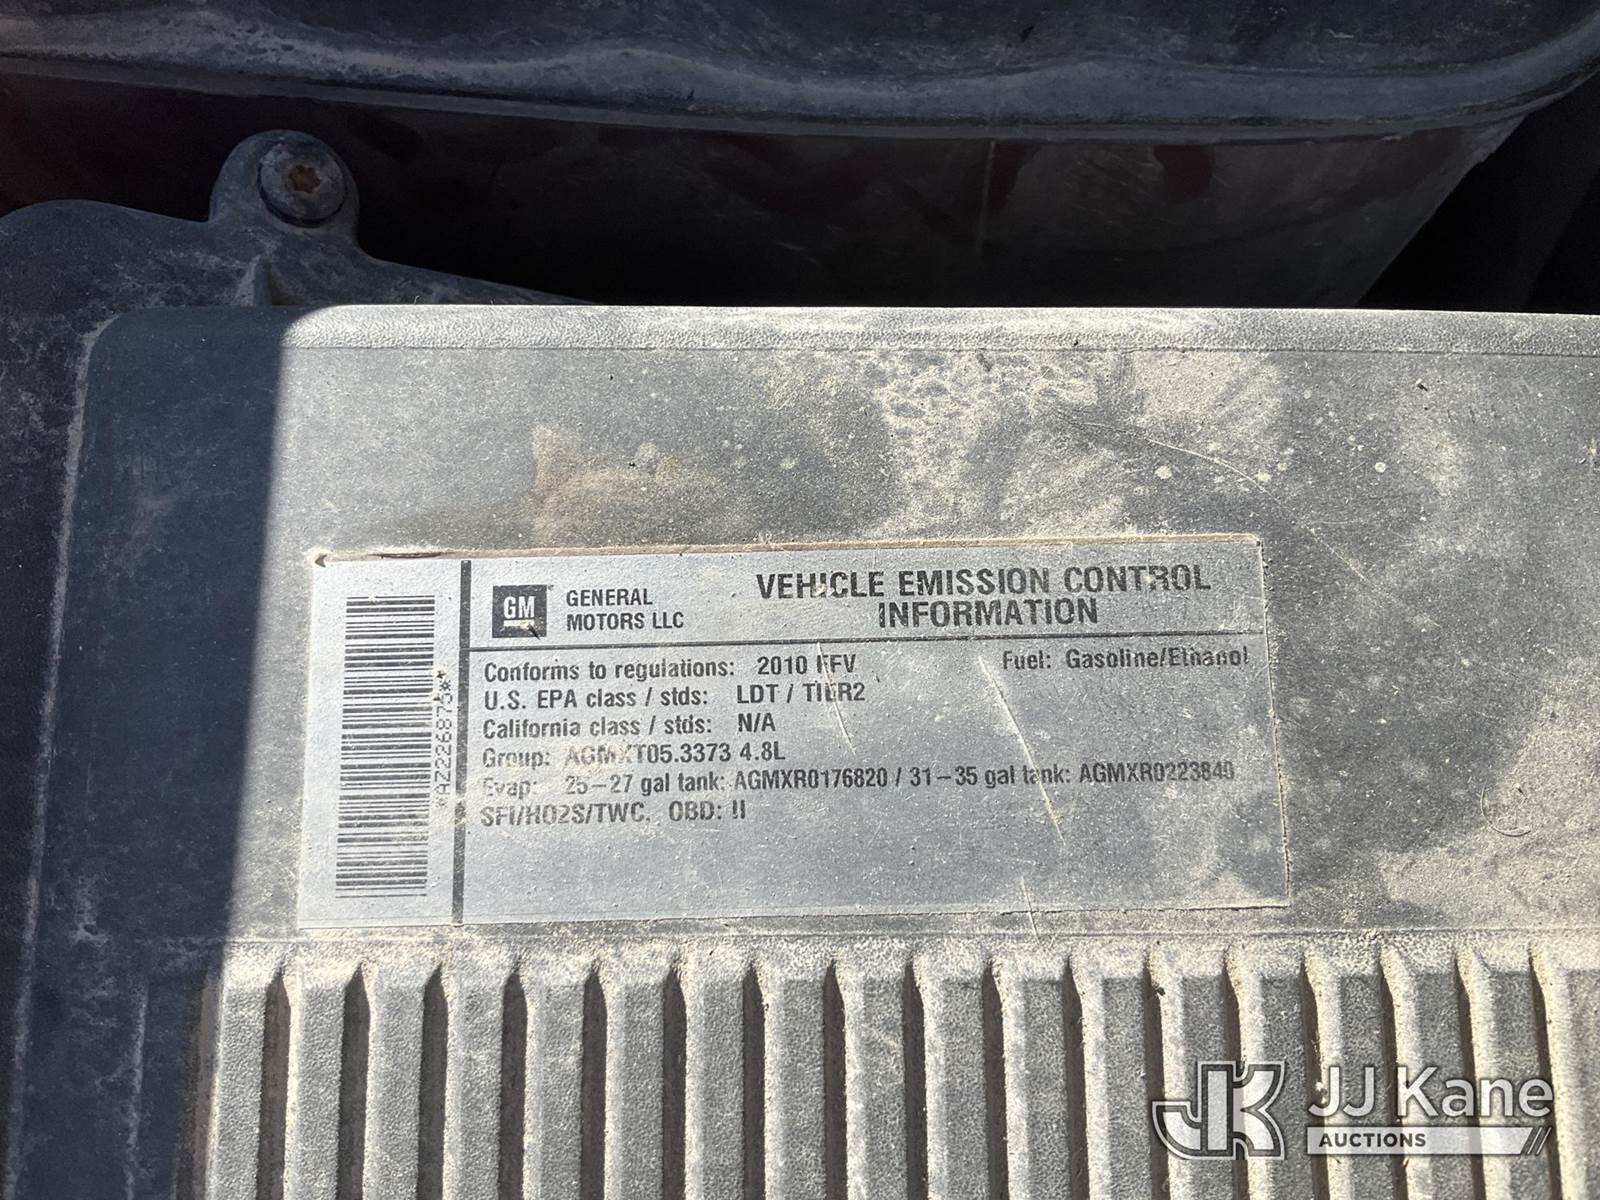 GM GENERAL MOTORS LLC
VEHICLE EMISSION CONTROL
INFORMATION
Conforms to regulations: 2010 FFV
Fuel: Gasoline/Ethanol
U.S. EPA class / stds: LDT / TIER2
California class / stds: N/A
Group: AGMXT05.3373 4.8L
Evap: 25-27 gal tank: AGMXR0176820 / 31-35 gal tank: AGMXR0223840
SFI/HO2S/TWC. OBD: II
*AZ226875*
JK JJ Kane
AUCTIONS